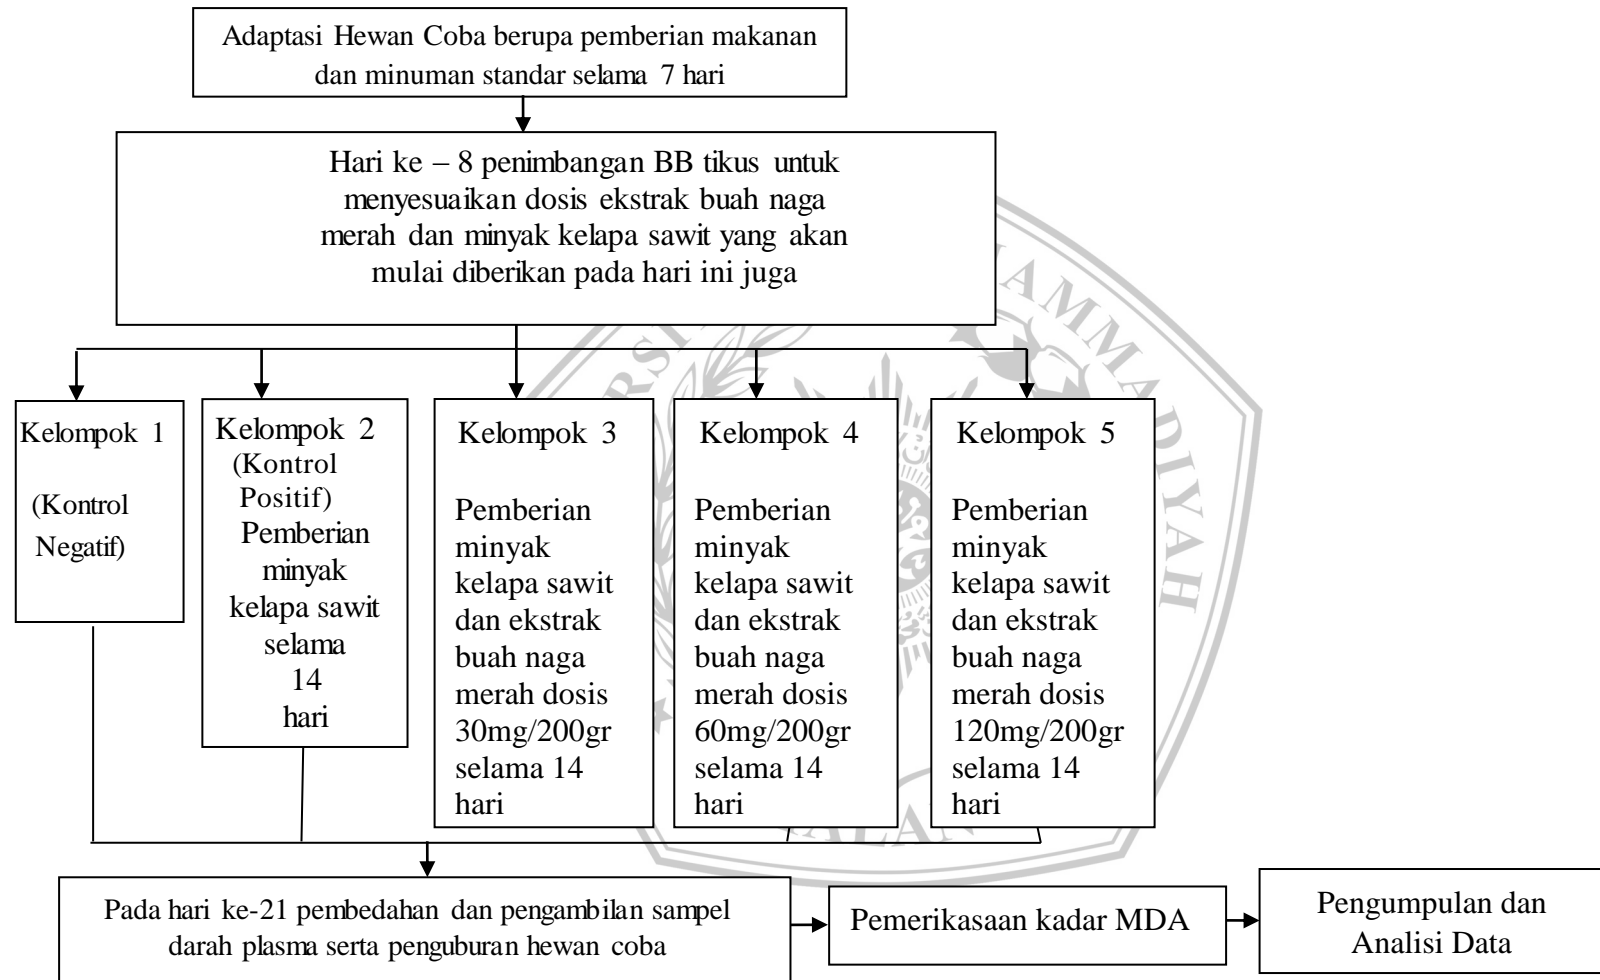 Adaptasi Hewan Coba berupa pemberian makanan
dan minuman standar selama 7 hari
Hari ke – 8 penimbangan BB tikus untuk
menyesuaikan dosis ekstrak buah naga
merah dan minyak kelapa sawit yang akan
mulai diberikan pada hari ini juga
Kelompok 1
(Kontrol
Negatif)
Kelompok 2
(Kontrol
Positif)
Pemberian
minyak
kelapa sawit
selama
14
hari
Kelompok 3
Pemberian
minyak
kelapa sawit
dan ekstrak
buah naga
merah dosis
30mg/200gr
selama 14
hari
Kelompok 4
Pemberian
minyak
kelapa sawit
dan ekstrak
buah naga
merah dosis
60mg/200gr
selama 14
hari
Kelompok 5
Pemberian
minyak
kelapa sawit
dan ekstrak
buah naga
merah dosis
120mg/200gr
selama 14
hari
Pada hari ke-21 pembedahan dan pengambilan sampel
darah plasma serta penguburan hewan coba
Pemerikasaan kadar MDA
Pengumpulan dan
Analisi Data